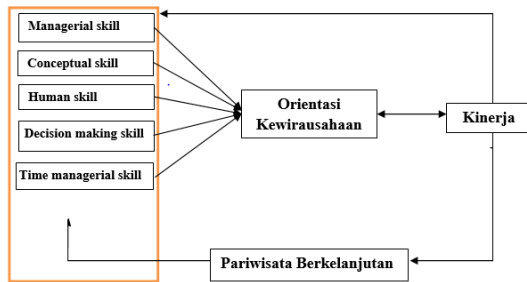 Managerial skill
Conceptual skill
Human skill
Decision making skill
Time managerial skill
Orientasi
Kewirausahaan
Kinerja
Pariwisata Berkelanjutan